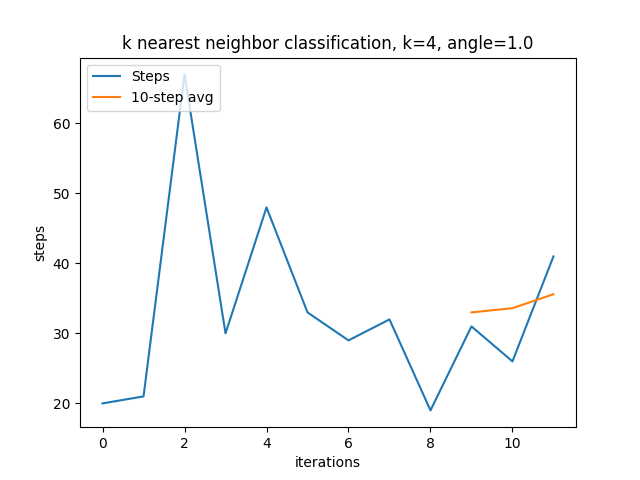 k nearest neighbor classification, k=4, angle=1.0
Steps
10-step avg
60
50
40
30
20
steps
0 2 4 6 8 10
iterations